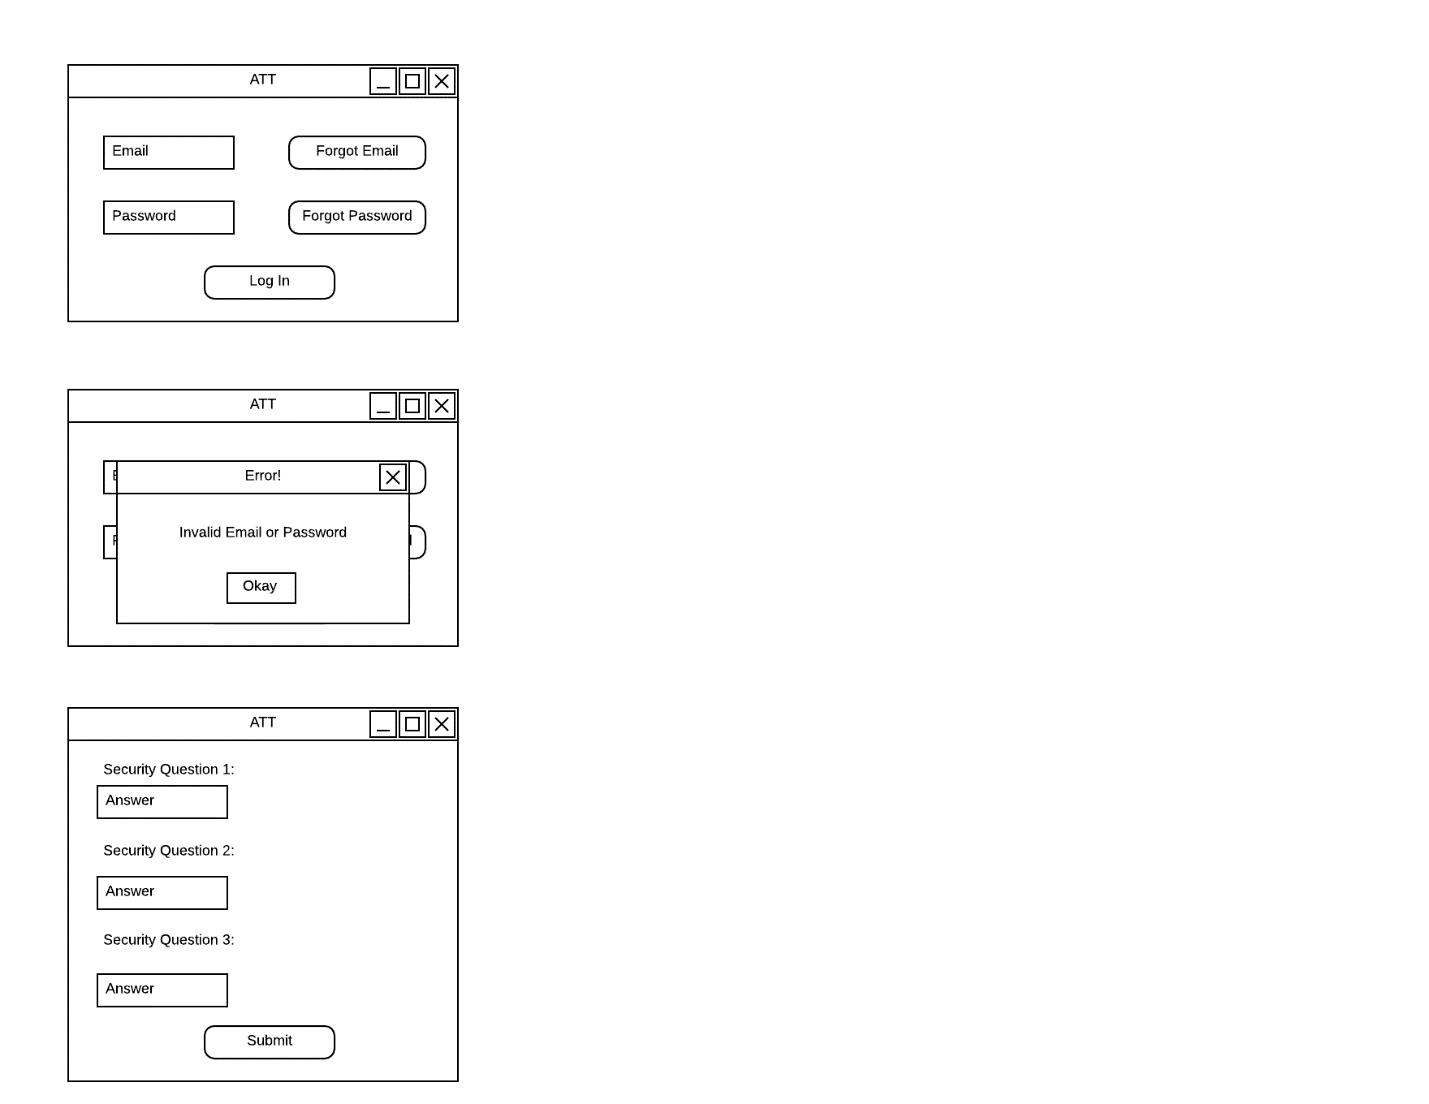 ATT
Email Forgot Email
Password Forgot Password
Log In
ATT
Error!
Invalid Email or Password
Okay
ATT
Security Question 1:
Answer
Security Question 2:
Answer
Security Question 3:
Answer
Submit